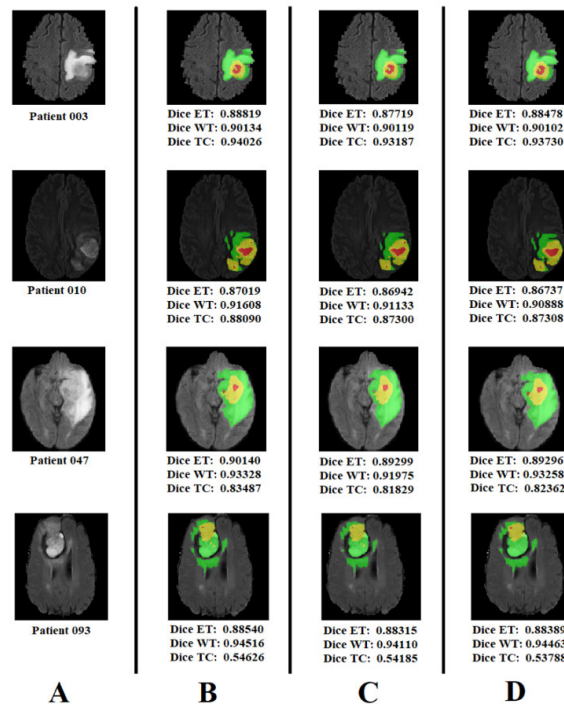 Patient 003
Dice ET: 0.88819
Dice WT: 0.90134
Dice TC: 0.94026
Dice ET: 0.87719
Dice WT: 0.90119
Dice TC: 0.93187
Dice ET: 0.88478
Dice WT: 0.90102
Dice TC: 0.93730
Patient 010
Dice ET: 0.87019
Dice WT: 0.91608
Dice TC: 0.88090
Dice ET: 0.86942
Dice WT: 0.91133
Dice TC: 0.87300
Dice ET: 0.86737
Dice WT: 0.90888
Dice TC: 0.87308
Patient 047
Dice ET: 0.90140
Dice WT: 0.93328
Dice TC: 0.83487
Dice ET: 0.89299
Dice WT: 0.91975
Dice TC: 0.81829
Dice ET: 0.89296
Dice WT: 0.93258
Dice TC: 0.82362
Patient 093
Dice ET: 0.88540
Dice WT: 0.94516
Dice TC: 0.54626
Dice ET: 0.88315
Dice WT: 0.94110
Dice TC: 0.54185
Dice ET: 0.88389
Dice WT: 0.94463
Dice TC: 0.53788
A
B
C
D